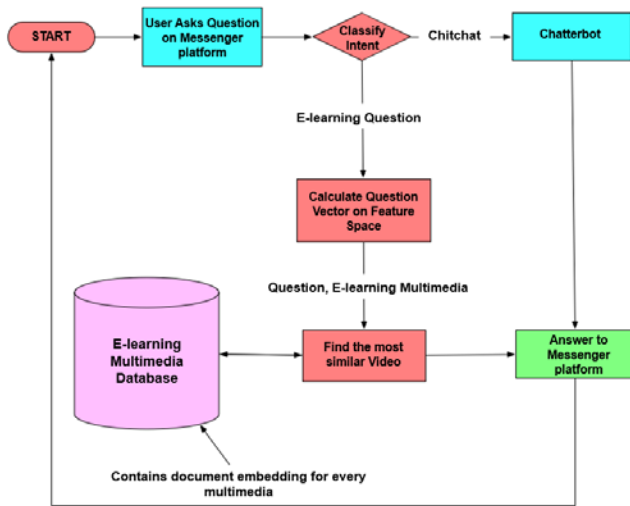 START
User Asks Question
on Messenger
platform
Classify
Intent
Chitchat
Chatterbot
E-learning Question
Calculate Question
Vector on Feature
Space
Question, E-learning Multimedia
E-learning
Multimedia
Database
Find the most
similar Video
Answer to
Messenger
platform
Contains document embedding for every
multimedia